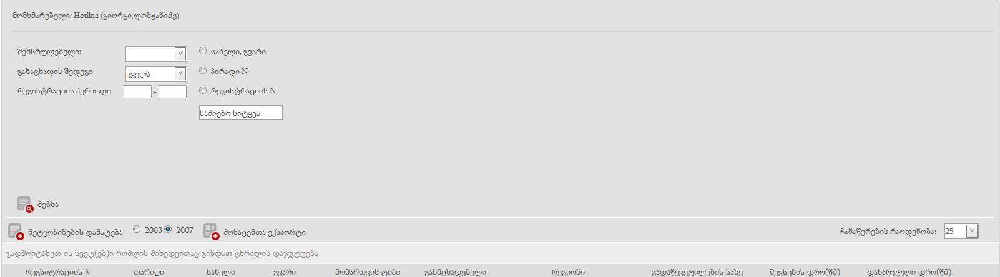 მომხმარებელი: Hotline (გიორგი,ლობჟანიძე)
შემსრულებელი: სახელი, გვარი
განაცხადის შედეგი ყველა პირადი N
რეგისტრაციის პერიოდი - რეგისტრაციის N
საძიებო სიტყვა
ძებნა
შეტყობინების დამატება 2003 2007 მონაცემთა ექსპორტი ჩანაწერების რაოდენობა: 25
გადმოიტანეთ ის სვეტ(ებ)ი რომლის მიხედვითაც გინდათ ცხრილის დაჯგუფება
რეგსიტრაციის N თარიღი სახელი გვარი მომართვის ტიპი განმცხადებელი რეგიონი გადაწყვეტილების სახე შევსების დრო(წმ) დახარჯული დრო(წმ)